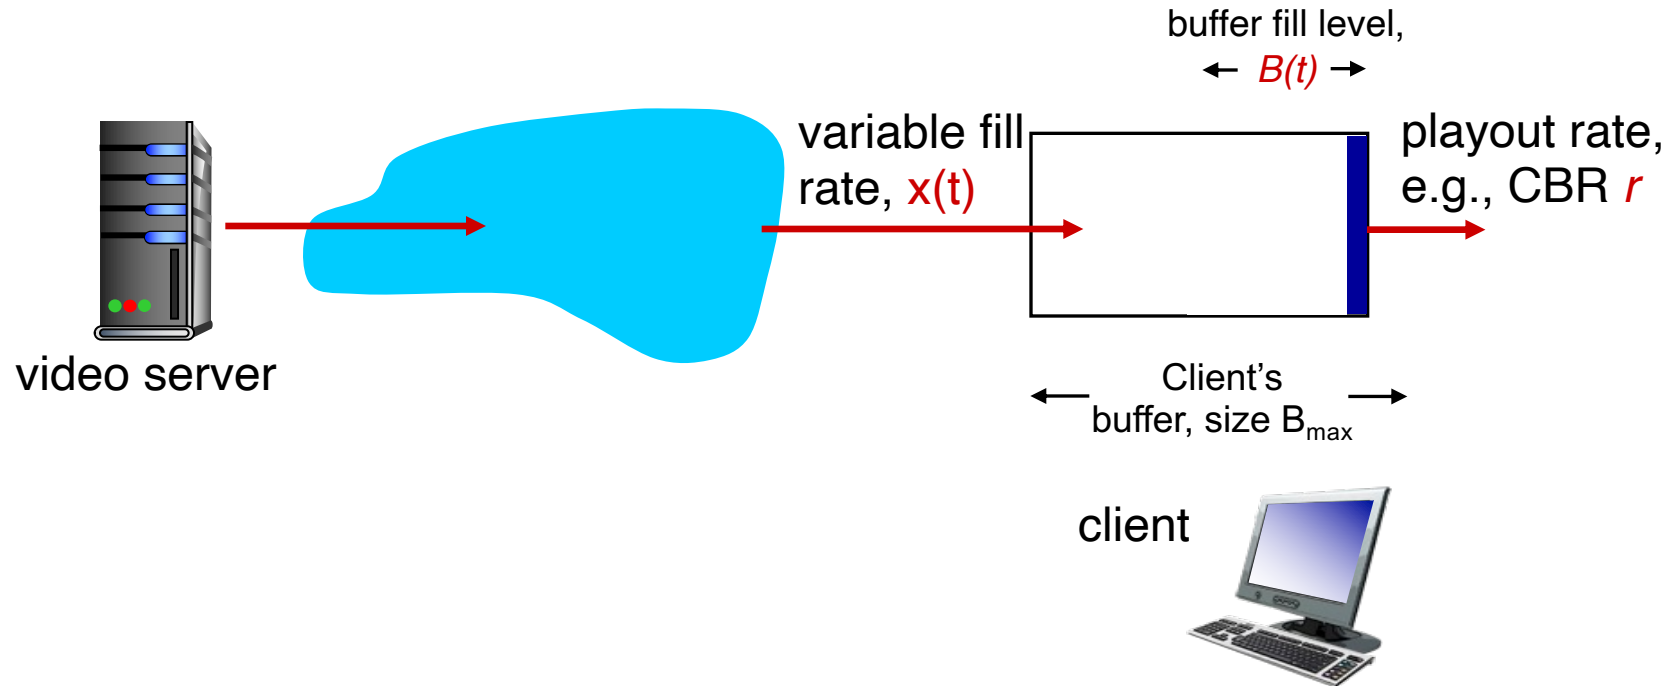 buffer fill level,
B(t)
variable fill
rate, x(t)
playout rate,
e.g., CBR r
video server
Client’s
buffer, size Bmax
client